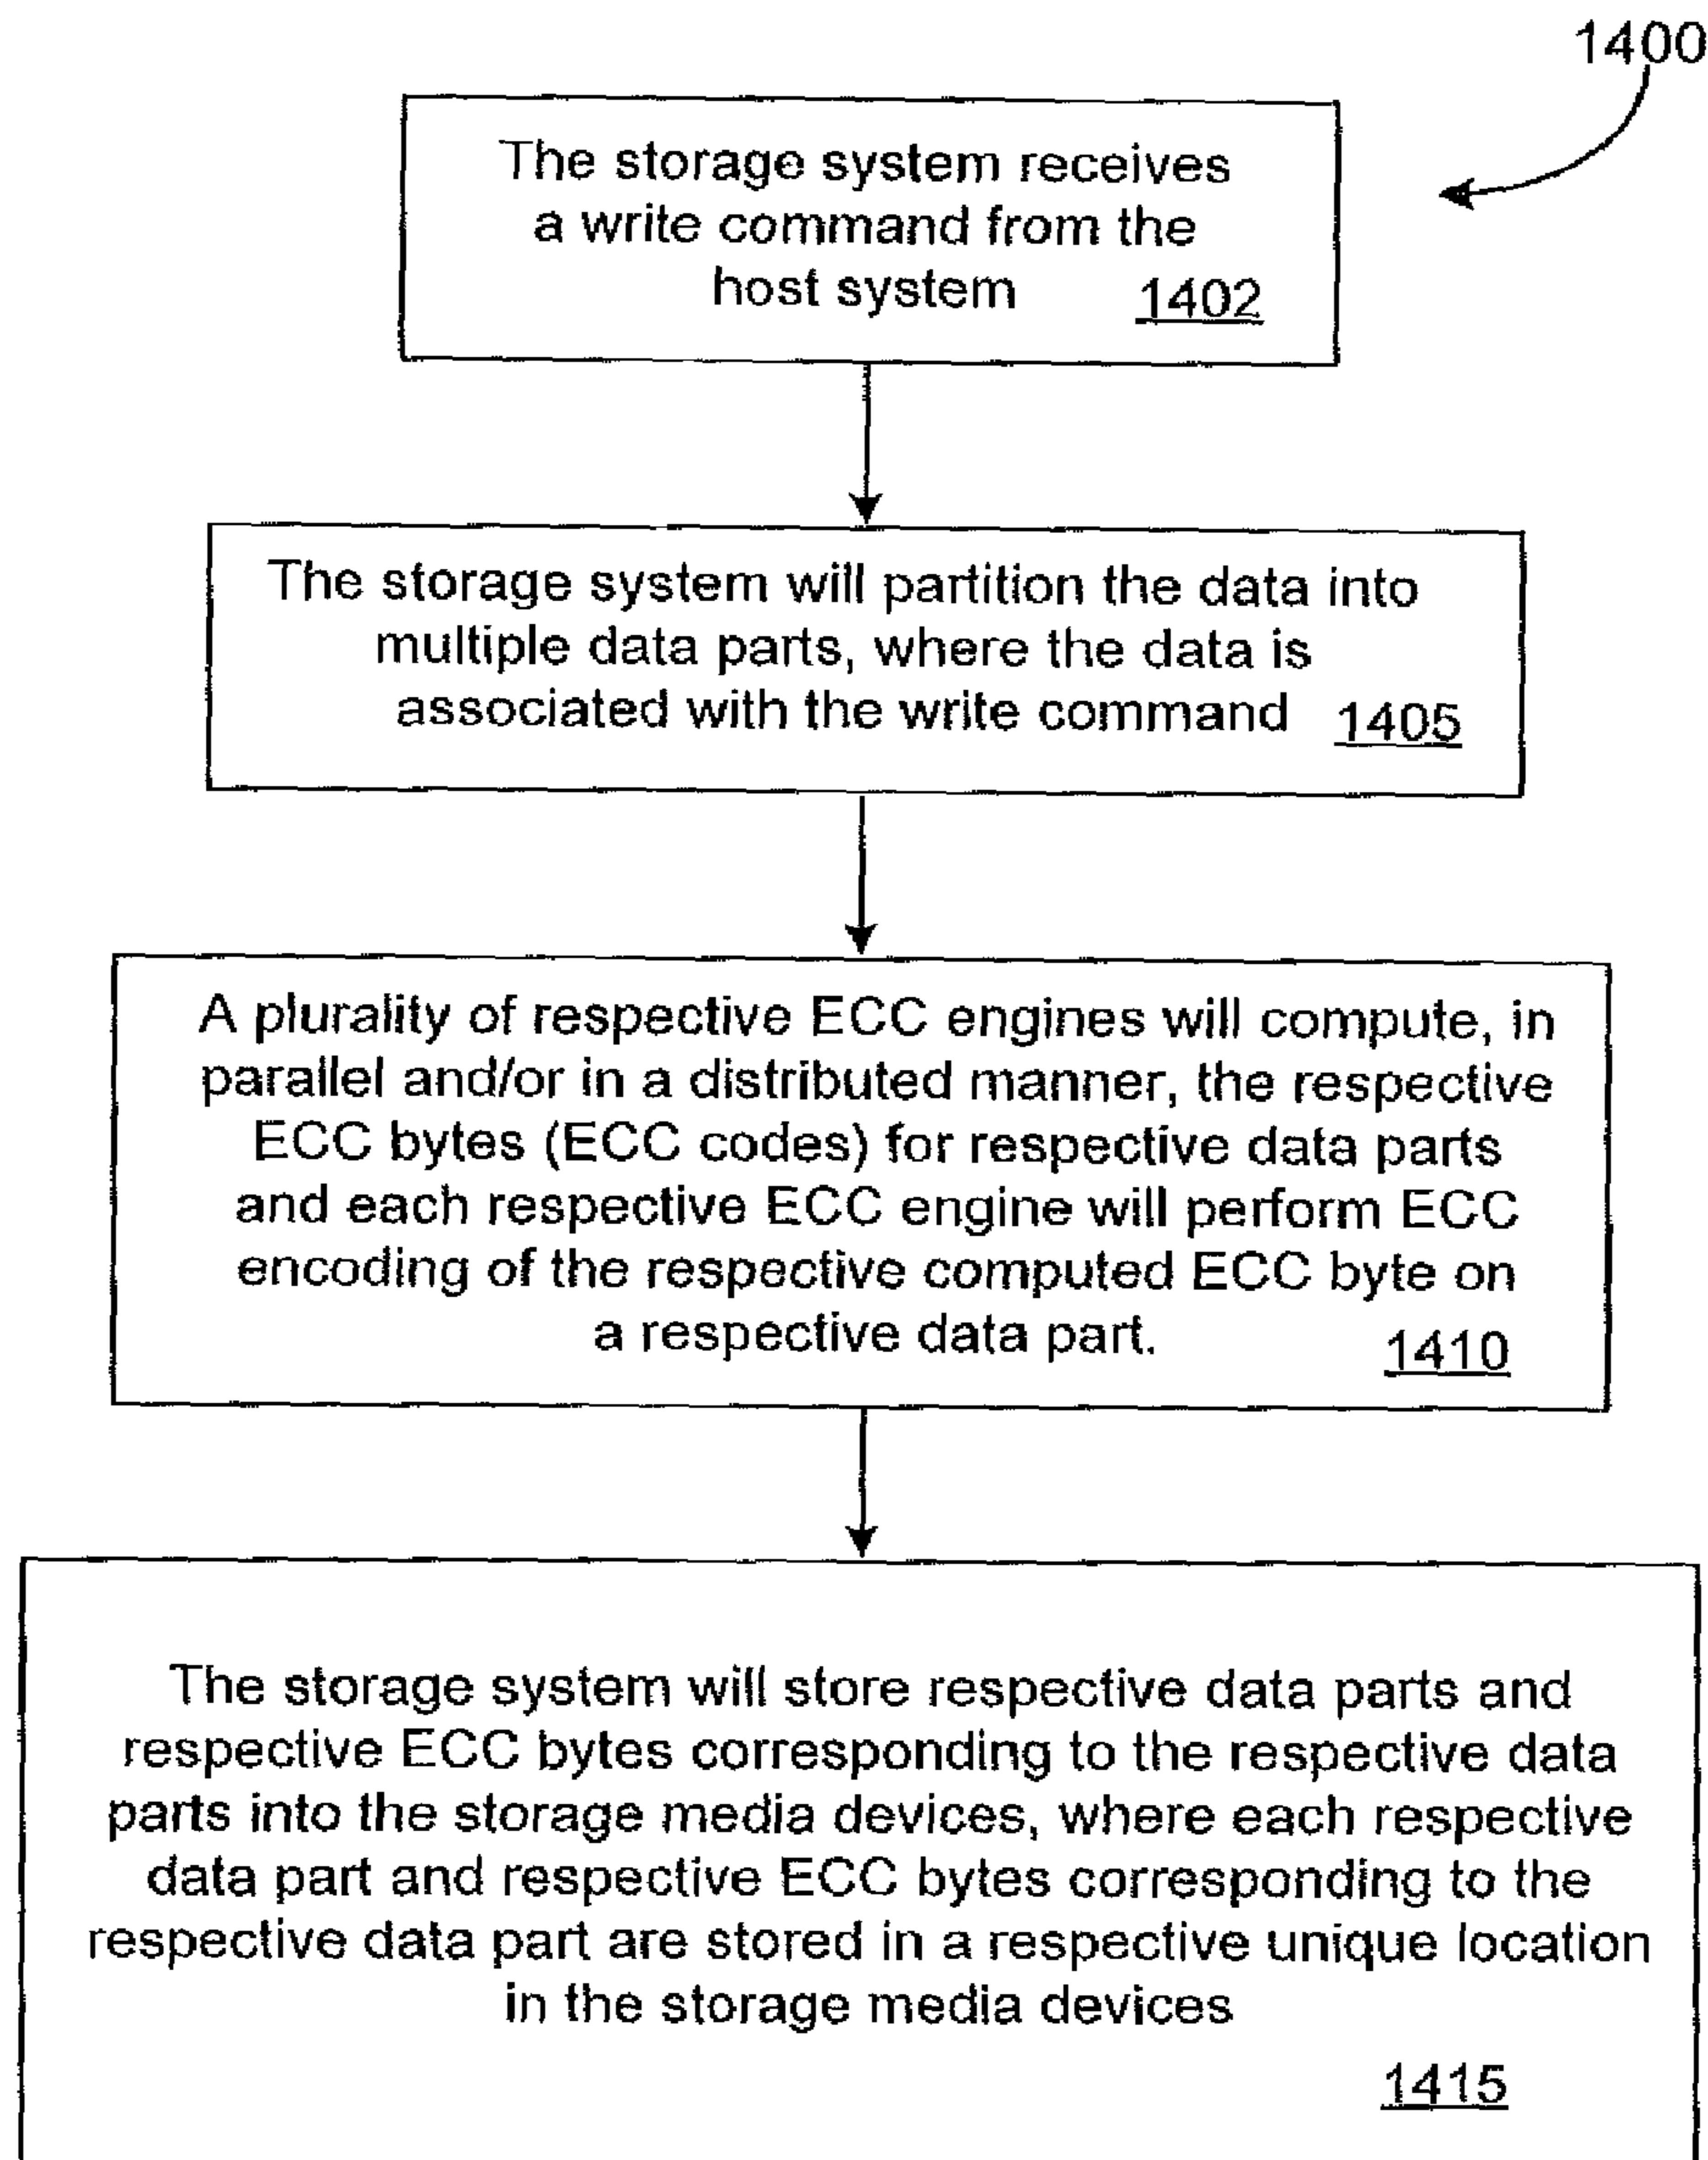 1400
The storage system receives
a write command from the
host system 1402
The storage system will partition the data into
multiple data parts, where the data is
associated with the write command 1405
A plurality of respective ECC engines will compute, in
parallel and/or in a distributed manner, the respective
ECC bytes (ECC codes) for respective data parts
and each respective ECC engine will perform ECC
encoding of the respective computed ECC byte on
a respective data part. 1410
The storage system will store respective data parts and
respective ECC bytes corresponding to the respective data
parts into the storage media devices, where each respective
data part and respective ECC bytes corresponding to the
respective data part are stored in a respective unique location
in the storage media devices
1415